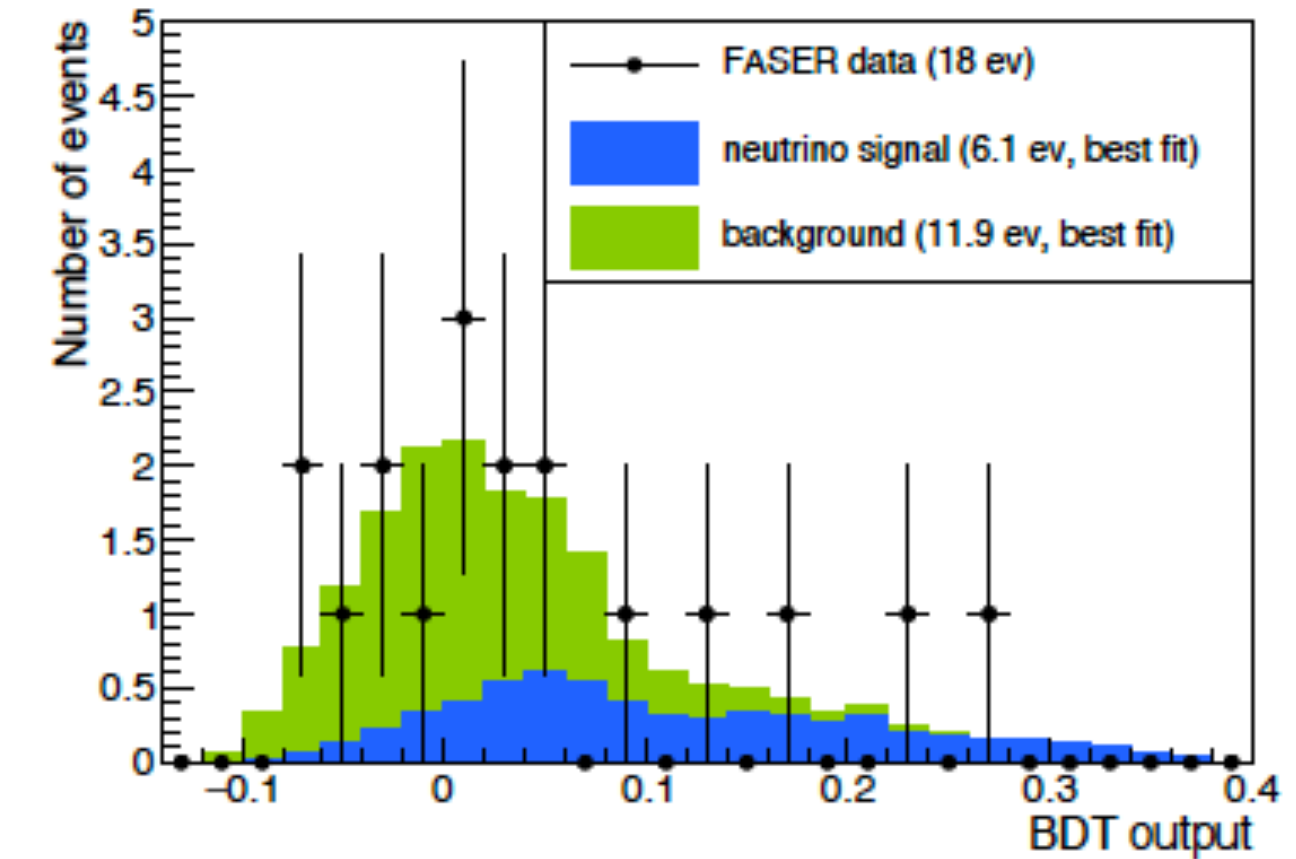 Number of events
5
4.5
4
3.5
3
2.5
2
1.5
1
0.5
0
FASER data (18 ev)
neutrino signal (6.1 ev, best fit)
background (11.9 ev, best fit)
−0.1 0 0.1 0.2 0.3 0.4
BDT output